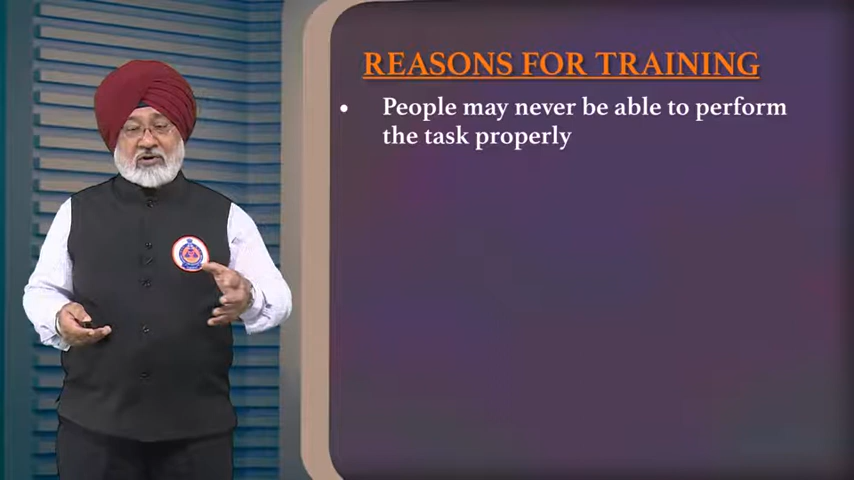 REASONS FOR TRAINING
• People may never be able to perform
the task properly